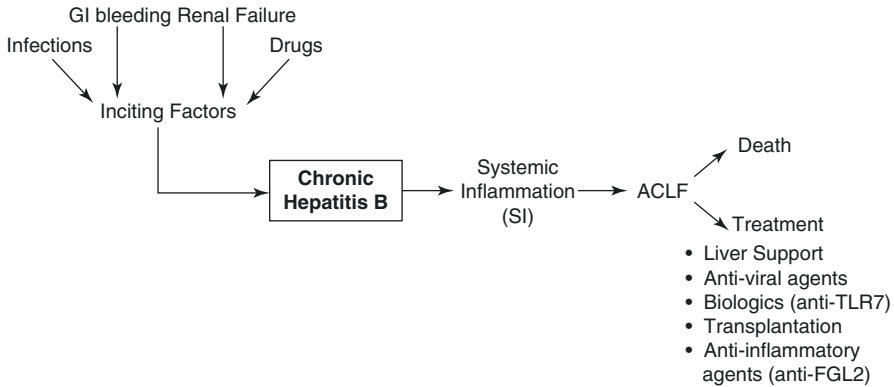 GI bleeding Renal Failure
Infections
Drugs
Inciting Factors
Chronic
Hepatitis B
Systemic
Inflammation
(SI)
ACLF
Death
Treatment
• Liver Support
• Anti-viral agents
• Biologics (anti-TLR7)
• Transplantation
• Anti-inflammatory
agents (anti-FGL2)